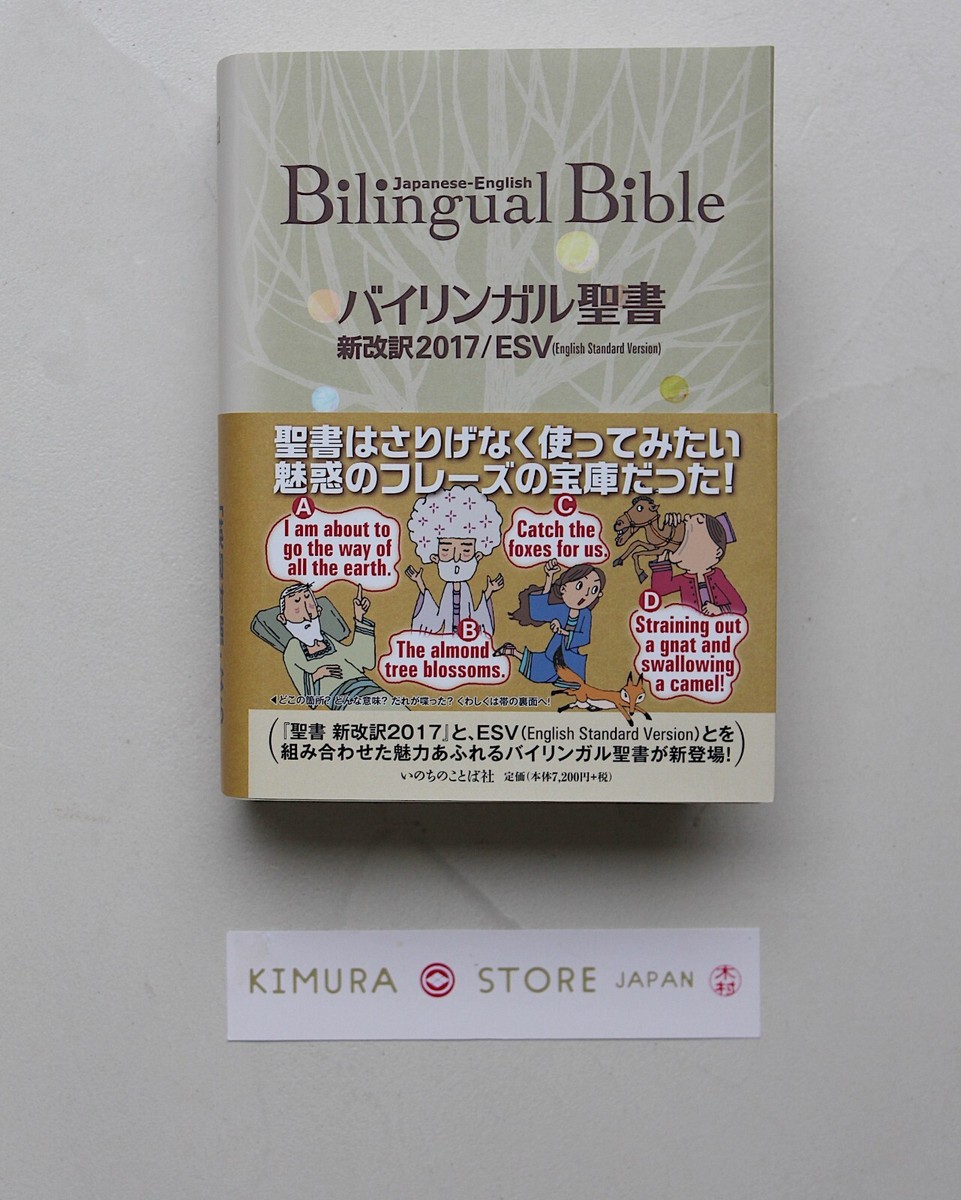 Japanese-English
Bilingual Bible
バイリンガル聖書
新改訳2017/ESV(English Standard Version)
聖書はさりげなく使ってみたい
魅惑のフレーズの宝庫だった!
A
I am about to
go the way of
all the earth.
B
The almond
tree blossoms.
C
Catch the
foxes for us.
D
Straining out
a gnat and
swallowing
a camel!
◀どこの箇所? どんな意味? だれが喋った? くわしくは帯の裏面へ!
『聖書 新改訳2017』と、ESV(English Standard Version)とを
組み合わせた魅力あふれるバイリンガル聖書が新登場!
いのちのことば社 定価(本体7,200円+税)
KIMURA STORE JAPAN 木村